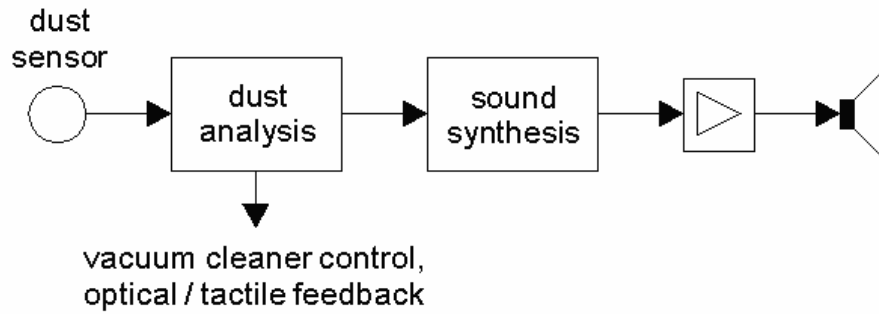 dust
sensor
dust
analysis
sound
synthesis
vacuum cleaner control,
optical / tactile feedback